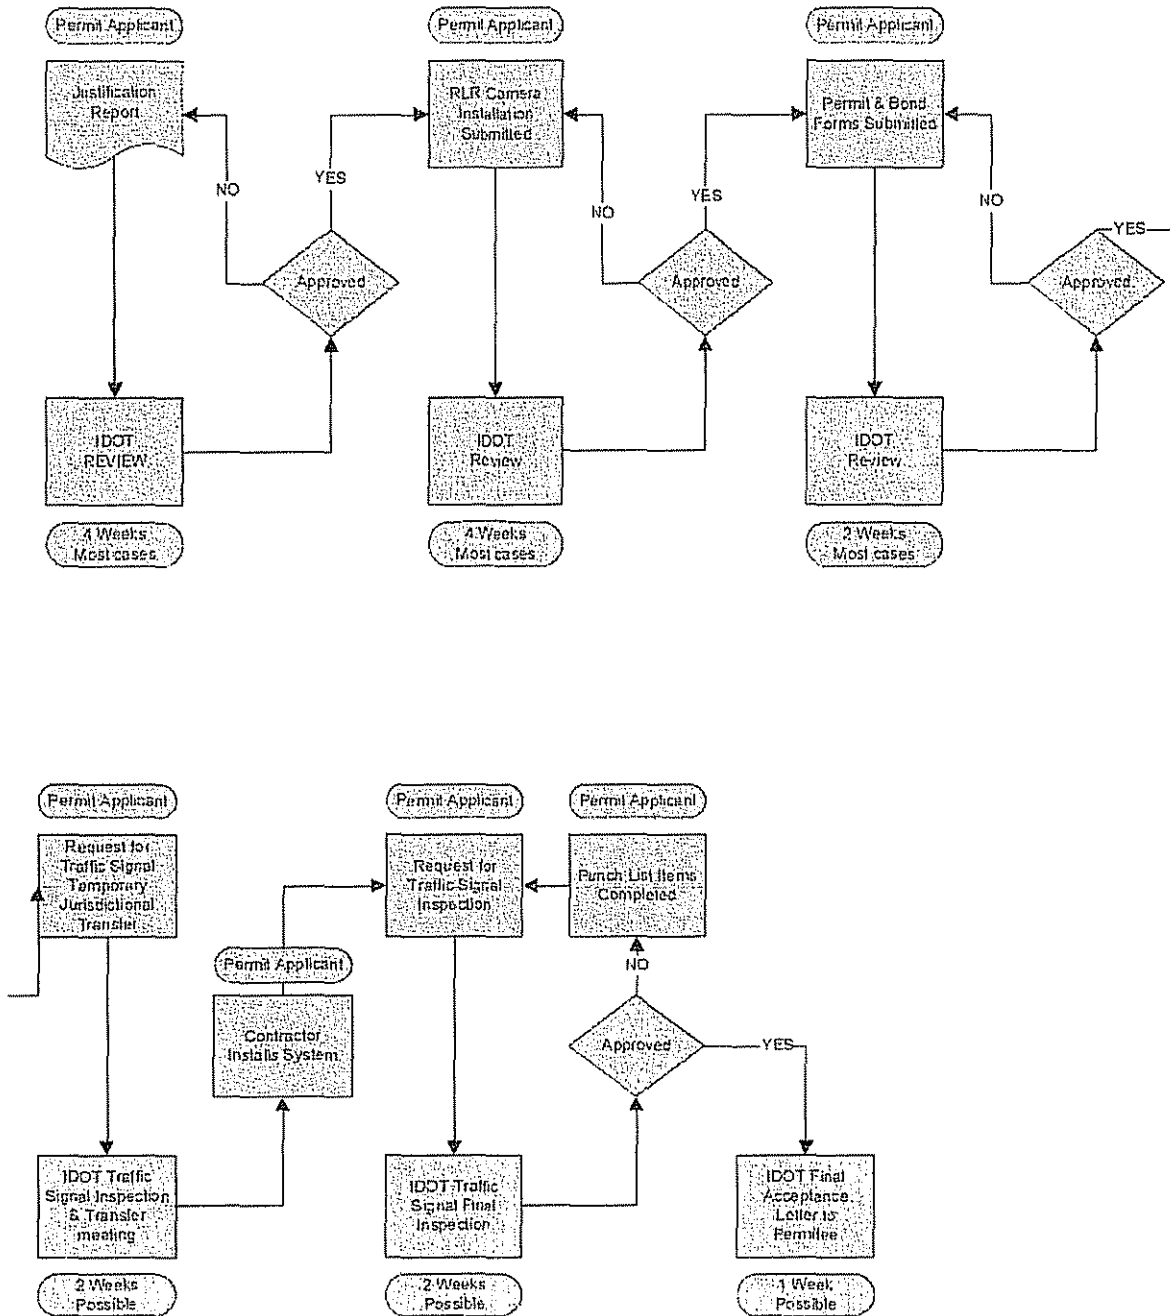 Permit Applicant
Justification
Report
NO
YES
Approved
IDOT
REVIEW
4 Weeks
Most cases
Permit Applicant
RLR Camera
Installation
Submitted
NO
YES
Approved
IDOT
Review
4 Weeks
Most cases
Permit Applicant
Permit & Bond
Forms Submitted
NO
YES
Approved
IDOT
Review
2 Weeks
Most cases
Permit Applicant
Request for
Traffic Signal
Temporary
Jurisdictional
Transfer
IDOT Traffic
Signal Inspection
& Transfer
meeting
2 Weeks
Possible
Permit Applicant
Contractor
Installs System
Permit Applicant
Request for
Traffic Signal
Inspection
IDOT Traffic
Signal Final
Inspection
2 Weeks
Possible
Permit Applicant
Punch List Items
Completed
NO
Approved
YES
IDOT Final
Acceptance
Letter to
Permitee
1 Week
Possible